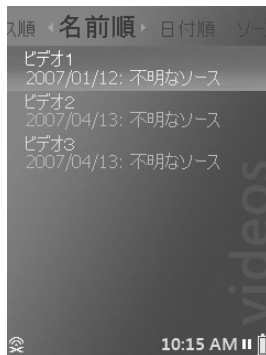 ス順 名前順 日付順 ソー
ビデオ1
2007/01/12: 不明なソース
ビデオ2
2007/04/13: 不明なソース
ビデオ3
2007/04/13: 不明なソース
videos
10:15 AM